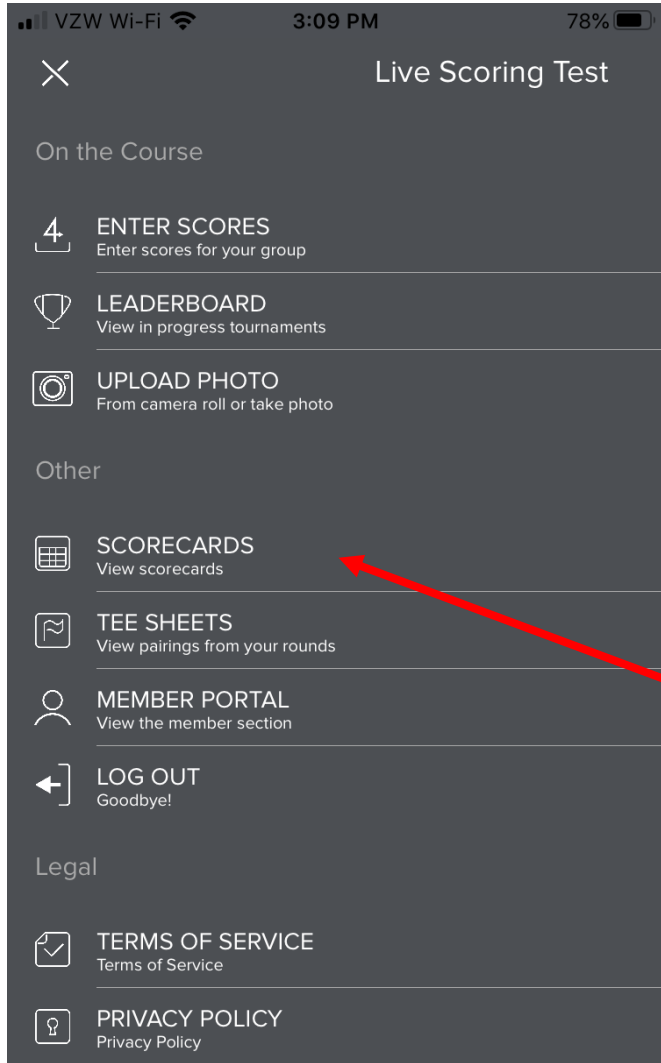 VZW Wi-Fi 3:09 PM 78%
Live Scoring Test
On the Course
4
ENTER SCORES
Enter scores for your group
LEADERBOARD
View in progress tournaments
UPLOAD PHOTO
From camera roll or take photo
Other
SCORECARDS
View scorecards
TEE SHEETS
View pairings from your rounds
MEMBER PORTAL
View the member section
LOG OUT
Goodbye!
Legal
TERMS OF SERVICE
Terms of Service
PRIVACY POLICY
Privacy Policy